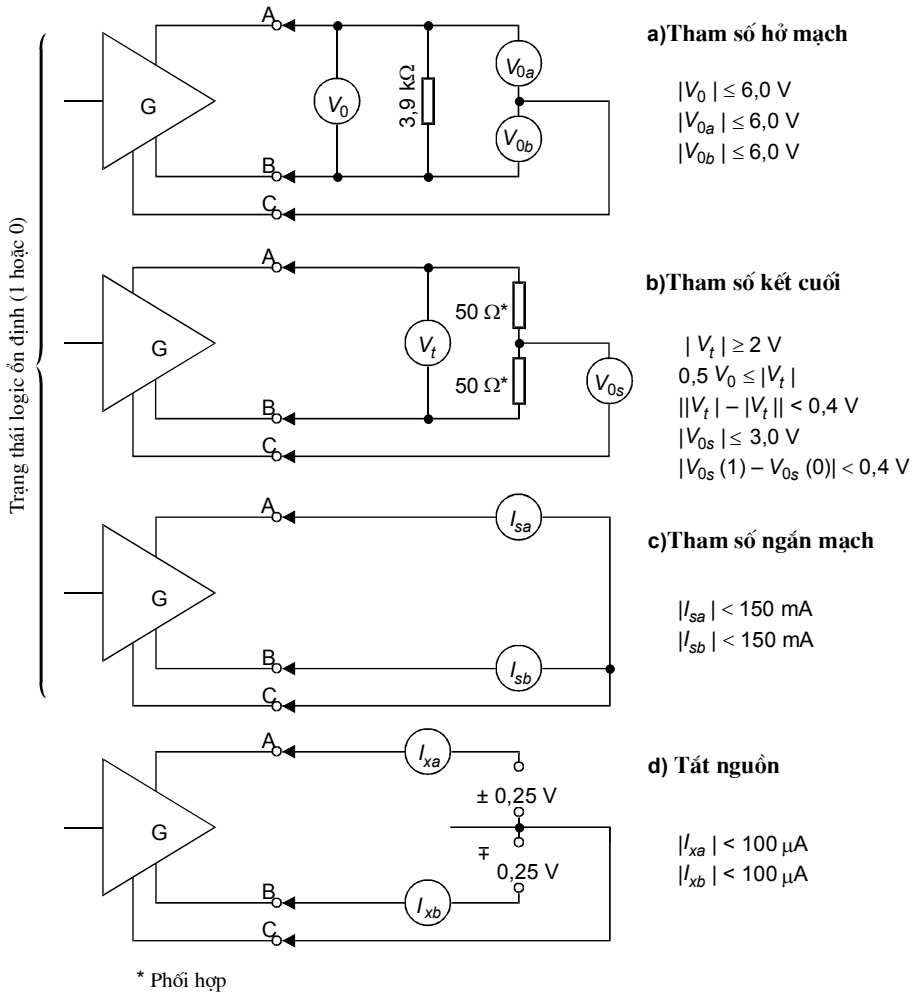 Trạng thái logic ổn định (1 hoặc 0)
A
G
V0
3,9 kΩ
V0a
V0b
B
C
a)Tham số hở mạch
|V0 | ≤ 6,0 V
|V0a | ≤ 6,0 V
|V0b | ≤ 6,0 V
A
G
Vt
50 Ω*
50 Ω*
V0s
B
C
b)Tham số kết cuối
| Vt | ≥ 2 V
0,5 V0 ≤ |Vt |
||Vt | – |Vt || < 0,4 V
|V0s | ≤ 3,0 V
|V0s (1) – V0s (0)| < 0,4 V
A
G
Isa
B
Isb
C
c)Tham số ngắn mạch
|Isa | < 150 mA
|Isb | < 150 mA
A
G
Ixa
± 0,25 V
∓
0,25 V
B
Ixb
C
d) Tắt nguồn
|Ixa | < 100 μA
|Ixb | < 100 μA
* Phối hợp